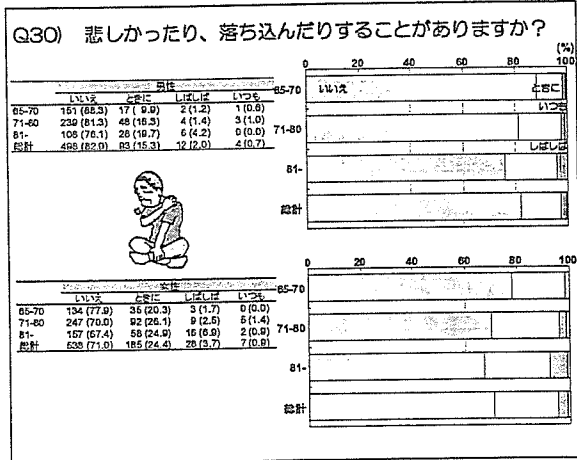 Q30) 悲しかったり、落ち込んだりすることがありますか？
男性
いいえ ときに しばしば いつも
65-70 151 (88.3) 17 ( 9.9) 2 (1.2) 1 (0.6)
71-80 239 (81.3) 48 (16.3) 4 (1.4) 3 (1.0)
81- 108 (76.1) 28 (19.7) 6 (4.2) 0 (0.0)
総計 498 (82.0) 93 (15.3) 12 (2.0) 4 (0.7)
(%)
0 20 40 60 80 100
65-70 いいえ ときに
いつも
71-80
しばしば
81-
総計
女性
いいえ ときに しばしば いつも
65-70 134 (77.9) 35 (20.3) 3 (1.7) 0 (0.0)
71-80 247 (70.0) 92 (26.1) 9 (2.5) 5 (1.4)
81- 157 (67.4) 58 (24.9) 16 (6.9) 2 (0.9)
総計 538 (71.0) 185 (24.4) 28 (3.7) 7 (0.9)
0 20 40 60 80 100
65-70
71-80
81-
総計